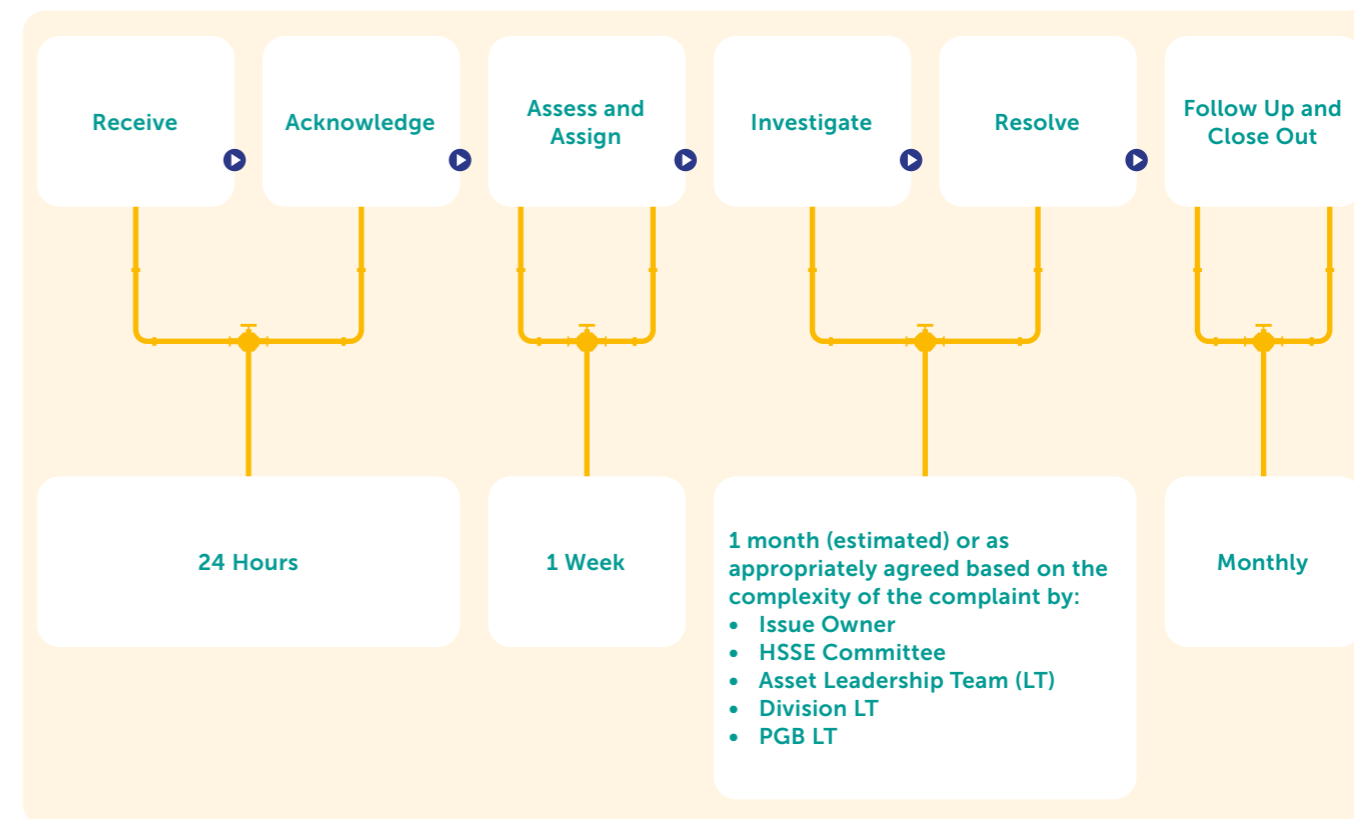 Receive
Acknowledge
Assess and
Assign
Investigate
Resolve
Follow Up and
Close Out
24 Hours
1 Week
1 month (estimated) or as
appropriately agreed based on the
complexity of the complaint by:
• Issue Owner
• HSSE Committee
• Asset Leadership Team (LT)
• Division LT
• PGB LT
Monthly